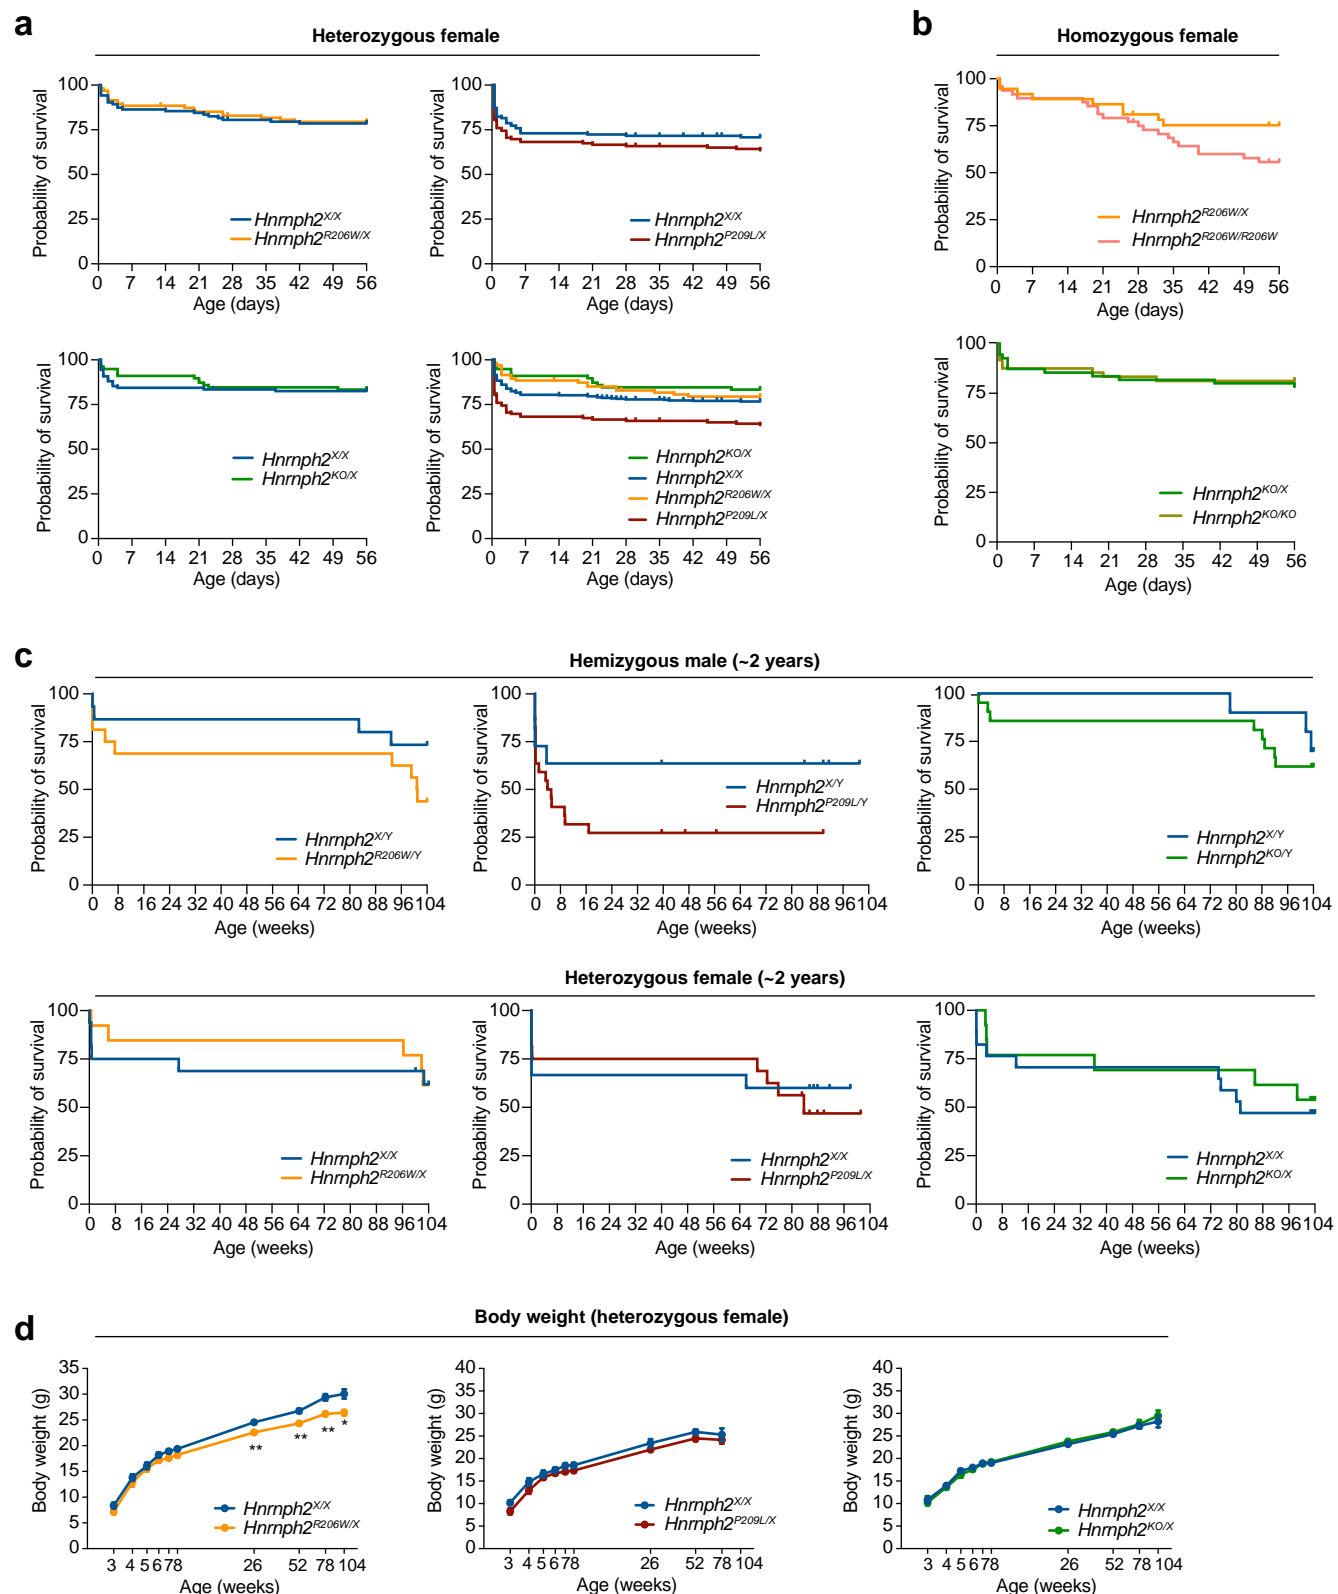 a
Heterozygous female
Probability of survival
100
75
50
25
0
0 7 14 21 28 35 42 49 56
Age (days)
Hnrnph2X/X
Hnrnph2R206W/X
Probability of survival
100
75
50
25
0
0 7 14 21 28 35 42 49 56
Age (days)
Hnrnph2X/X
Hnrnph2P209L/X
Probability of survival
100
75
50
25
0
0 7 14 21 28 35 42 49 56
Age (days)
Hnrnph2X/X
Hnrnph2KO/X
Probability of survival
100
75
50
25
0
0 7 14 21 28 35 42 49 56
Age (days)
Hnrnph2KO/X
Hnrnph2X/X
Hnrnph2R206W/X
Hnrnph2P209L/X
b
Homozygous female
Probability of survival
100
75
50
25
0
0 7 14 21 28 35 42 49 56
Age (days)
Hnrnph2R206W/X
Hnrnph2R206W/R206W
Probability of survival
100
75
50
25
0
0 7 14 21 28 35 42 49 56
Age (days)
Hnrnph2KO/X
Hnrnph2KO/KO
c
Hemizygous male (~2 years)
Probability of survival
100
75
50
25
0
0 8 16 24 32 40 48 56 64 72 80 88 96 104
Age (weeks)
Hnrnph2X/Y
Hnrnph2R206W/Y
Probability of survival
100
75
50
25
0
0 8 16 24 32 40 48 56 64 72 80 88 96 104
Age (weeks)
Hnrnph2X/Y
Hnrnph2P209L/Y
Probability of survival
100
75
50
25
0
0 8 16 24 32 40 48 56 64 72 80 88 96 104
Age (weeks)
Hnrnph2X/Y
Hnrnph2KO/Y
Heterozygous female (~2 years)
Probability of survival
100
75
50
25
0
0 8 16 24 32 40 48 56 64 72 80 88 96 104
Age (weeks)
Hnrnph2X/X
Hnrnph2R206W/X
Probability of survival
100
75
50
25
0
0 8 16 24 32 40 48 56 64 72 80 88 96 104
Age (weeks)
Hnrnph2X/X
Hnrnph2P209L/X
Probability of survival
100
75
50
25
0
0 8 16 24 32 40 48 56 64 72 80 88 96 104
Age (weeks)
Hnrnph2X/X
Hnrnph2KO/X
d
Body weight (heterozygous female)
Body weight (g)
35
30
25
20
15
10
5
0
3 4 5 6 7 8 26 52 78 104
Age (weeks)
** ** ** *
Hnrnph2X/X
Hnrnph2R206W/X
Body weight (g)
40
35
30
25
20
15
10
5
0
3 4 5 6 7 8 26 52 78 104
Age (weeks)
Hnrnph2X/X
Hnrnph2P209L/X
Body weight (g)
40
35
30
25
20
15
10
5
0
3 4 5 6 7 8 26 52 78 104
Age (weeks)
Hnrnph2X/X
Hnrnph2KO/X